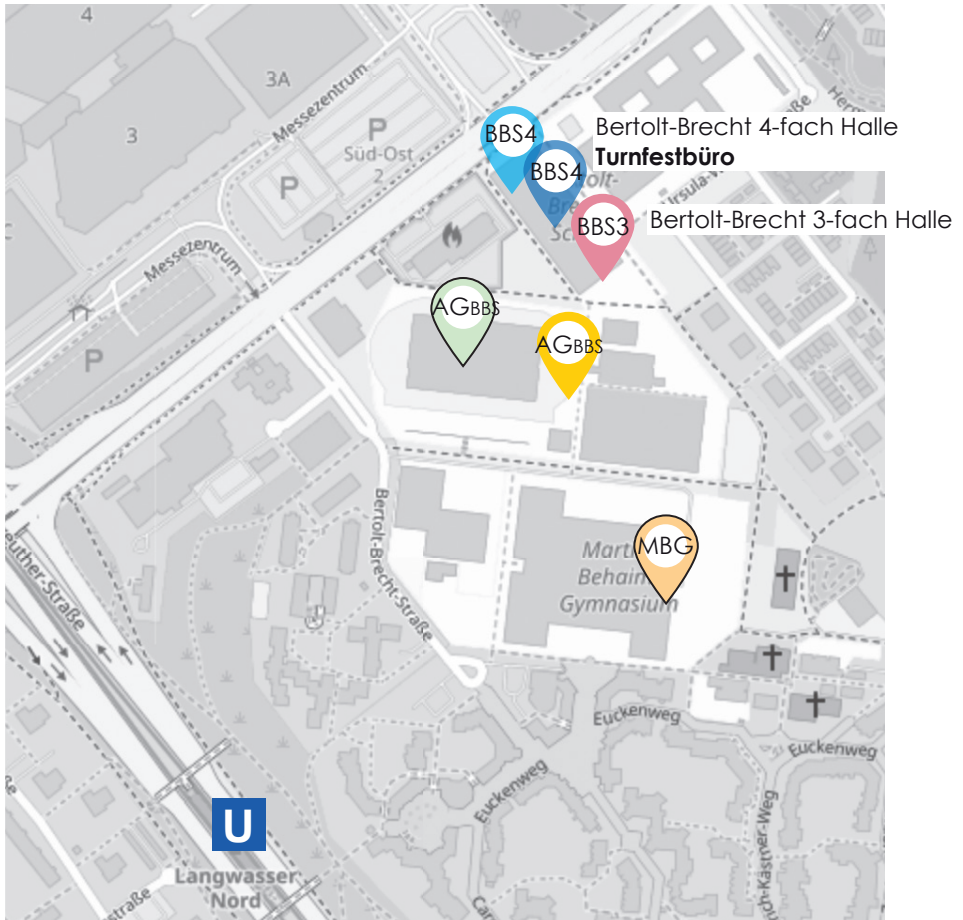 4
3A
3
Messezentrum
P
Süd-Ost
2
P
Messezentrum
P
BBS4
Bertolt-Brecht 4-fach Halle
Turnfestbüro
BBS4
BBS3
Bertolt-Brecht 3-fach Halle
AGBBS
AGBBS
Bertolt-Brecht-Straße
MBG
Gymnasium
Euckenweg
Euckenweg
Euckenweg
U
Langwasser
Nord